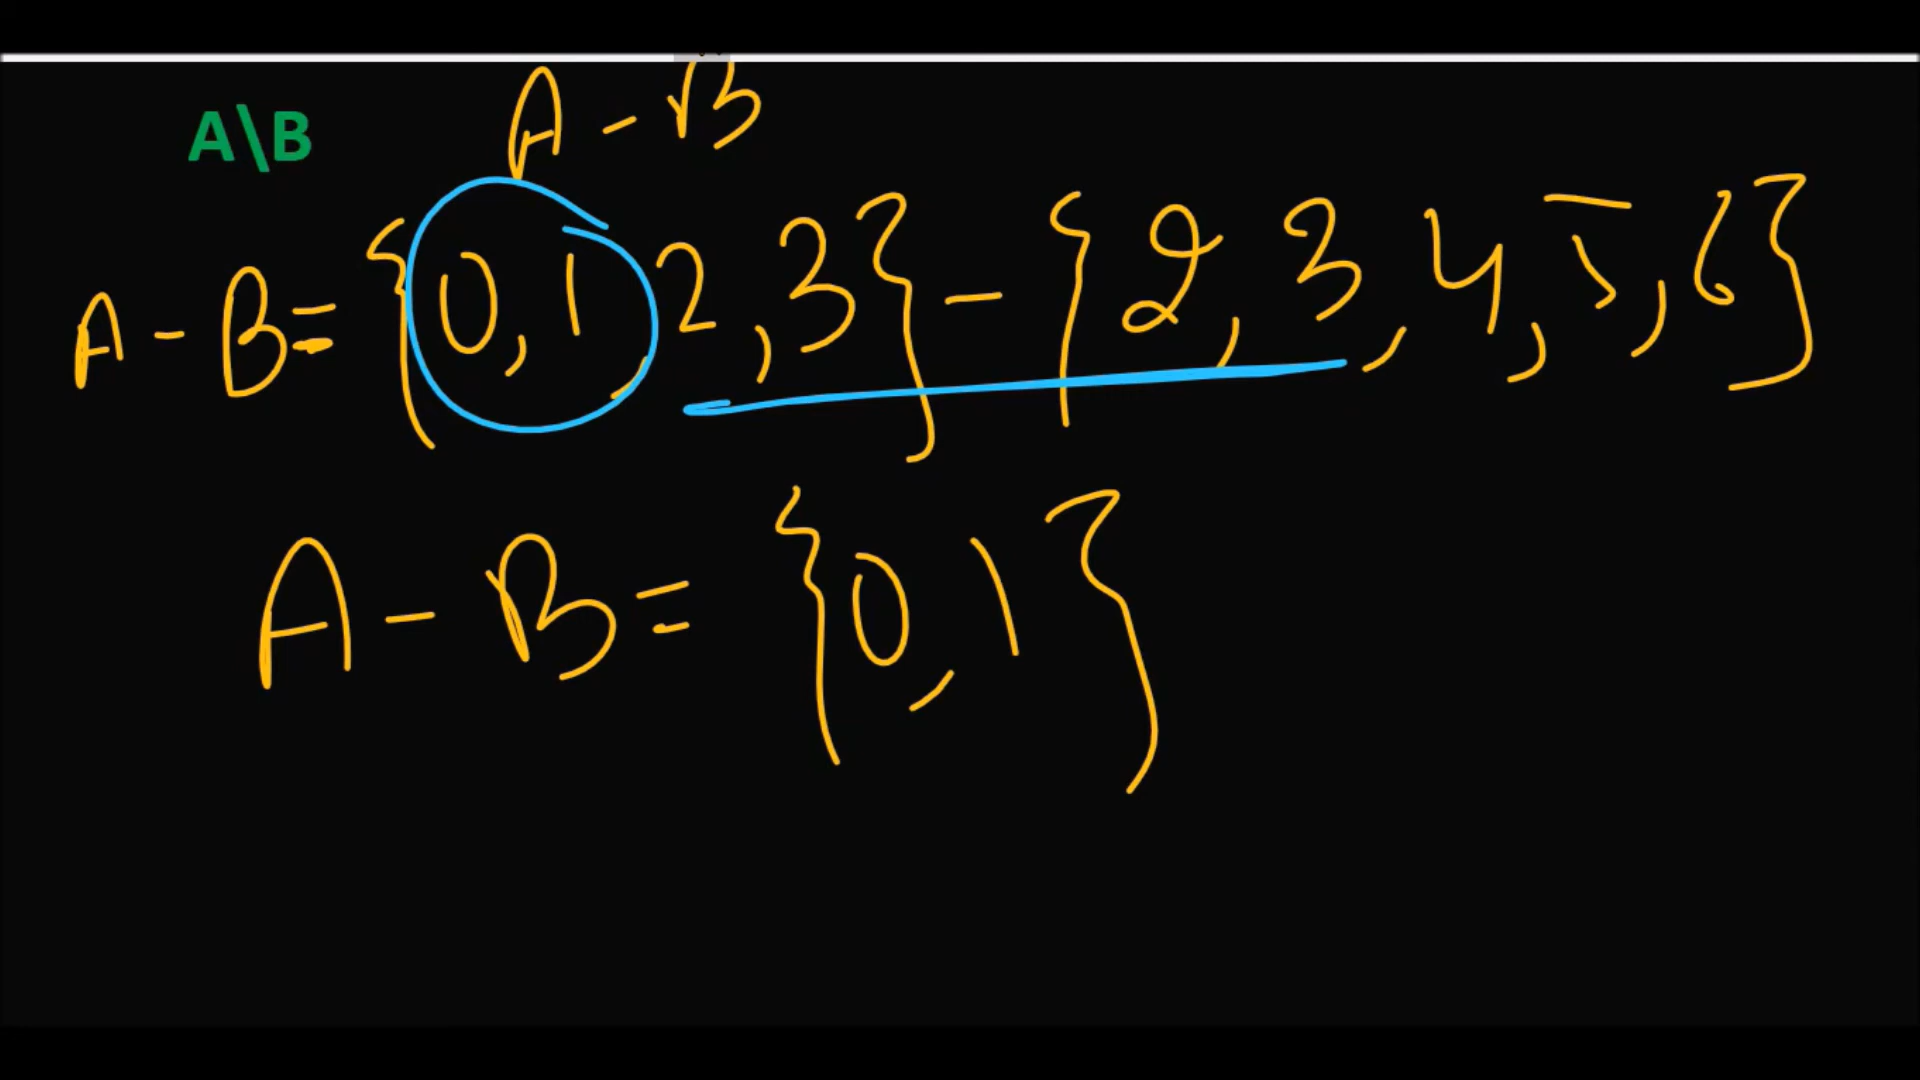 A\B
A - B
A - B = {0, 1, 2, 3} - {2, 3, 4, 5, 6}
A - B = {0, 1}